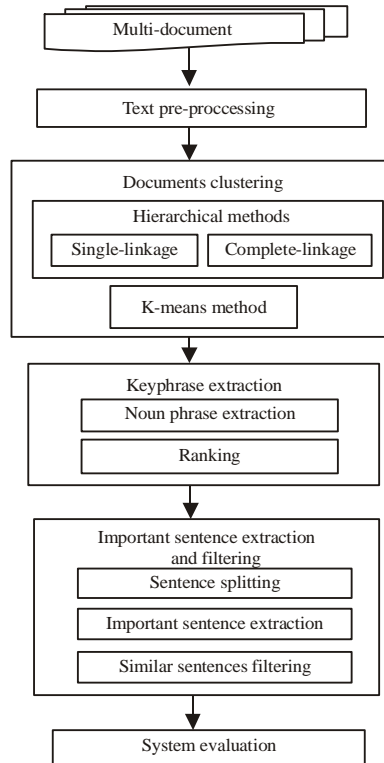 Multi-document
Text pre-proccessing
Documents clustering
Hierarchical methods
Single-linkage
Complete-linkage
K-means method
Keyphrase extraction
Noun phrase extraction
Ranking
Important sentence extraction
and filtering
Sentence splitting
Important sentence extraction
Similar sentences filtering
System evaluation